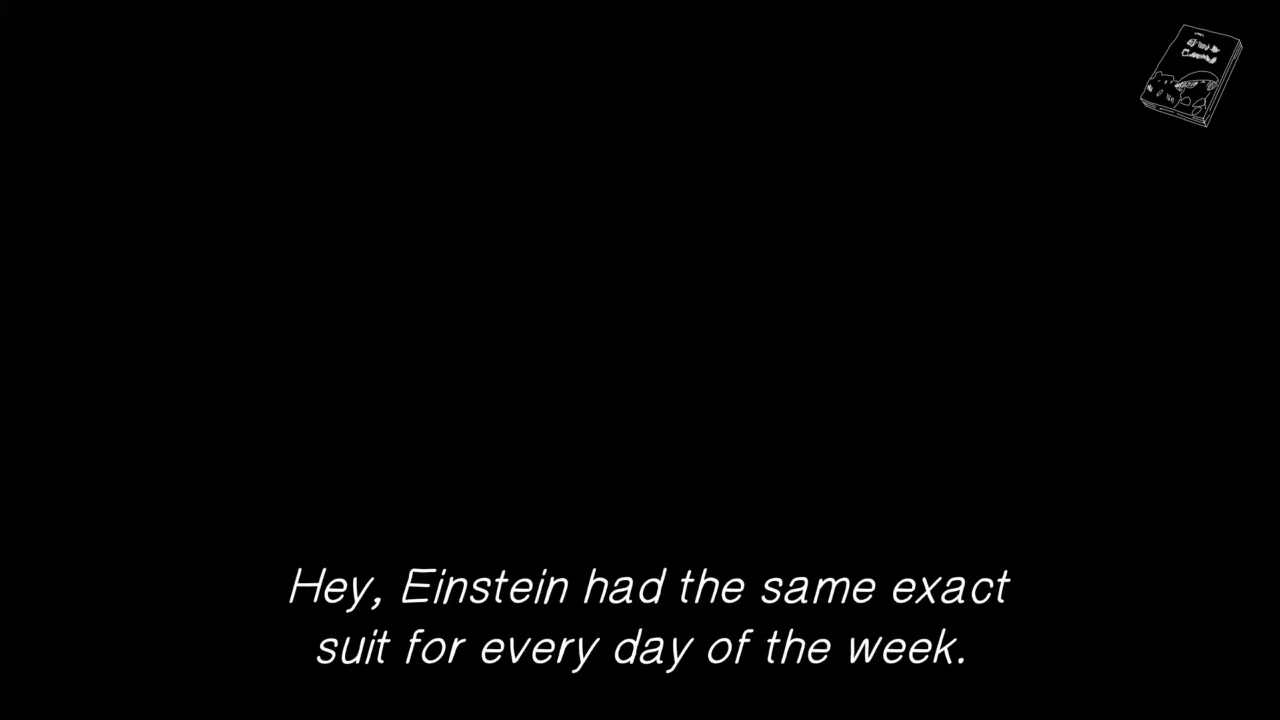 Hey, Einstein had the same exact
suit for every day of the week.